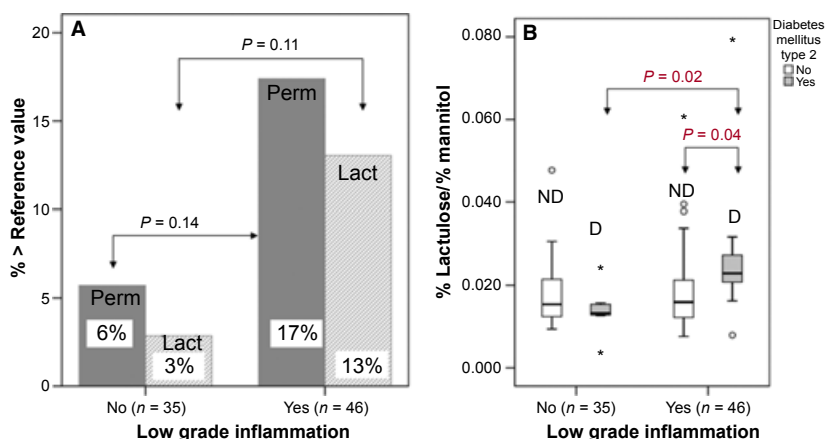 A
% > Reference value
20
15
10
5
0
P = 0.11
P = 0.14
Perm
6%
Lact
3%
Perm
17%
Lact
13%
No (n = 35)
Yes (n = 46)
Low grade inflammation
B
% Lactulose/% mannitol
0.080
0.060
0.040
0.020
0.000
Diabetes
mellitus
type 2
No
Yes
P = 0.02
*
*
P = 0.04
ND
D
*
*
ND
D
No (n = 35)
Yes (n = 46)
Low grade inflammation